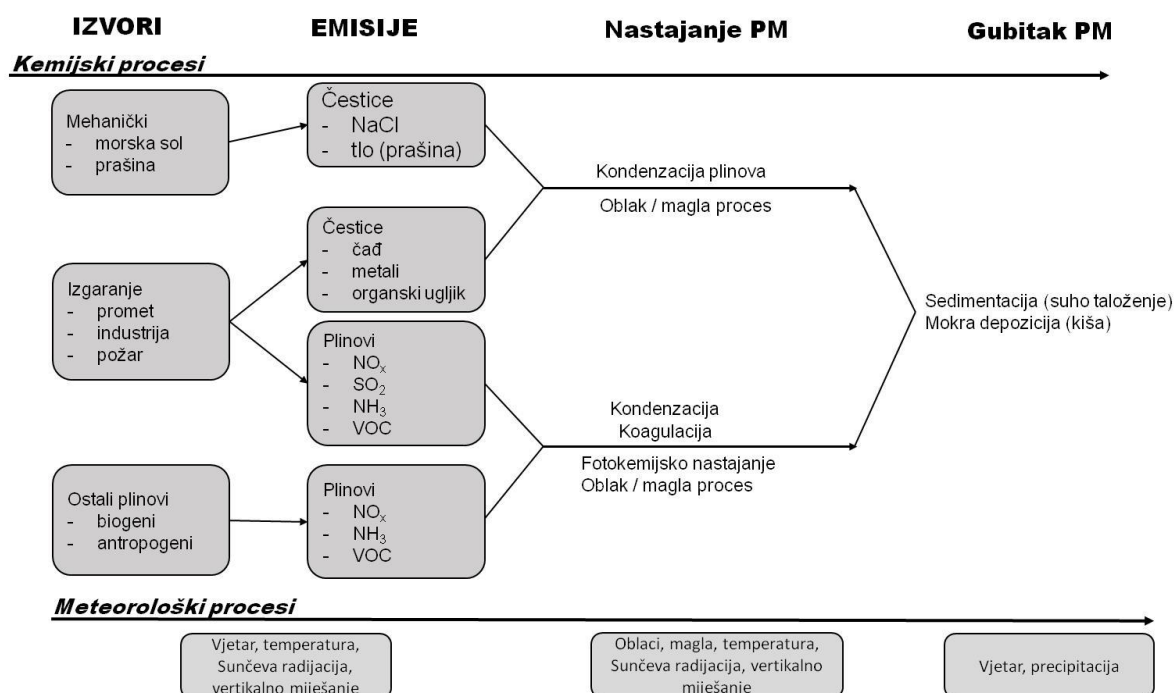 IZVORI
EMISIJE
Nastajanje PM
Gubitak PM
Kemijski procesi
Mehanički
- morska sol
- prašina
Čestice
- NaCl
- tlo (prašina)
Kondenzacija plinova
Oblak / magla proces
Čestice
- čađ
- metali
- organski ugljik
Izgaranje
- promet
- industrija
- požar
Sedimentacija (suho taloženje)
Mokra depozicija (kiša)
Plinovi
- NOₓ
- SO₂
- NH₃
- VOC
Kondenzacija
Koagulacija
Fotokemijsko nastajanje
Oblak / magla proces
Ostali plinovi
- biogeni
- antropogeni
Plinovi
- NOₓ
- NH₃
- VOC
Meteorološki procesi
Vjetar, temperatura,
Sunčeva radijacija,
vertikalno miješanje
Oblaci, magla, temperatura,
Sunčeva radijacija, vertikalno
miješanje
Vjetar, precipitacija